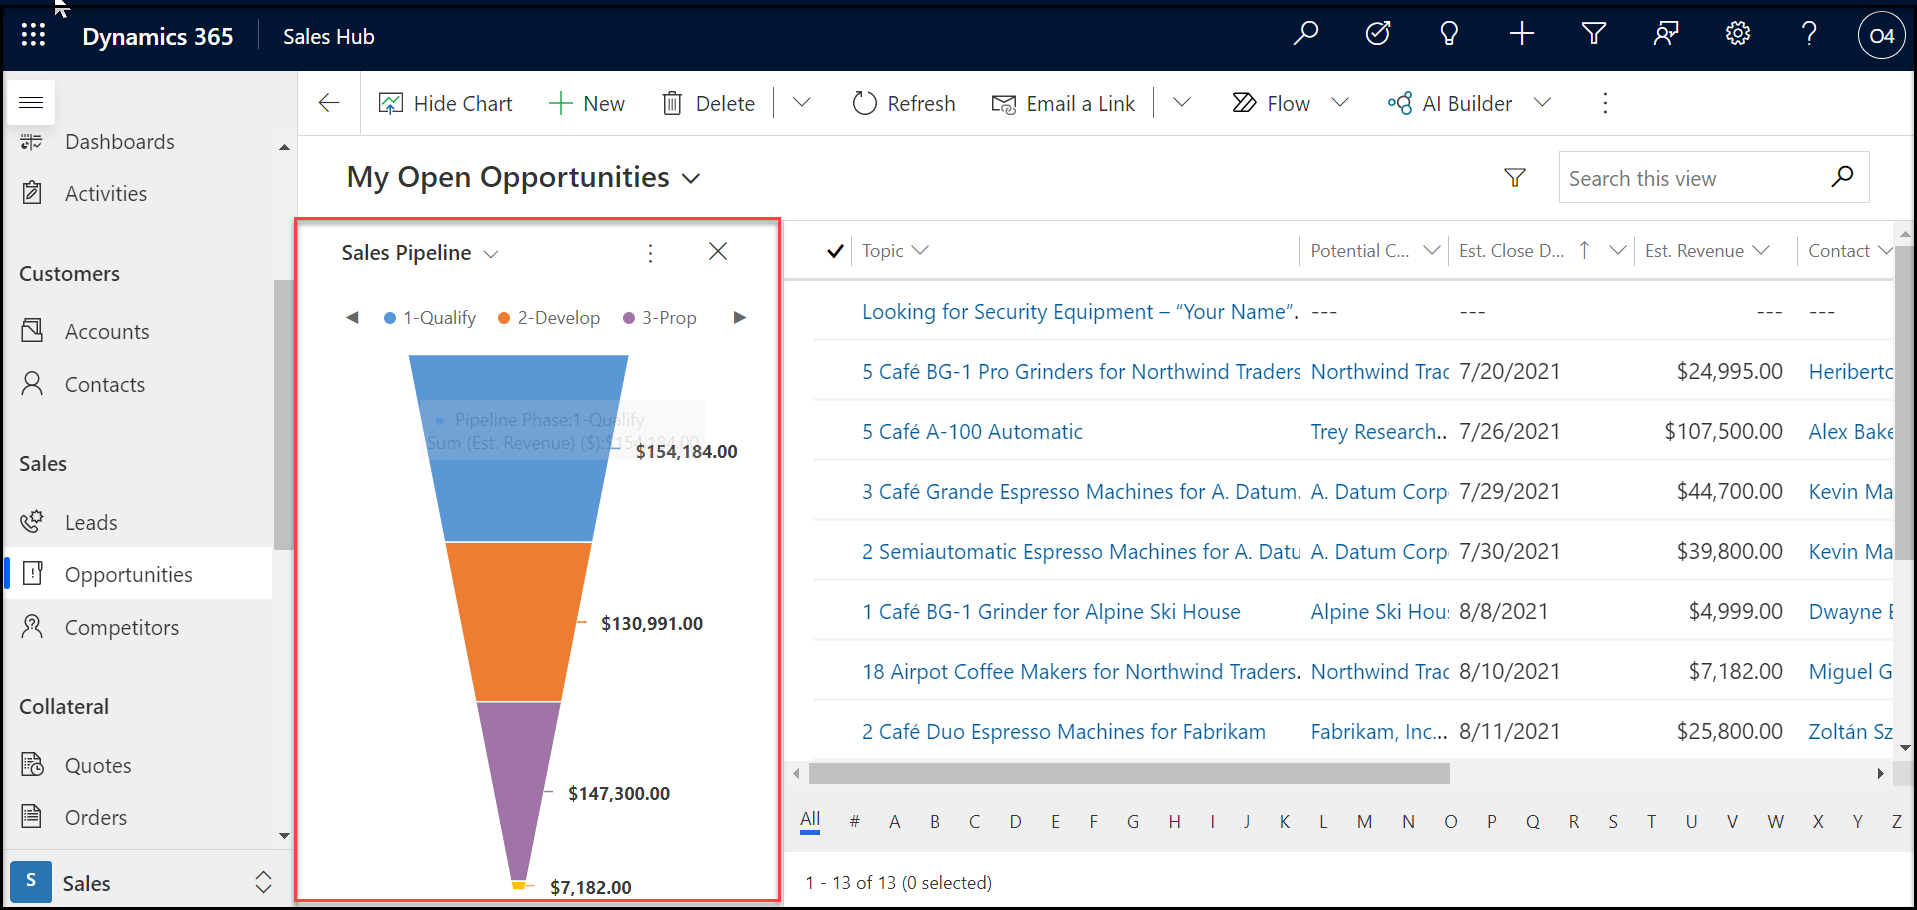 Dynamics 365 Sales Hub O4
Hide Chart New Delete Refresh Email a Link Flow AI Builder
Dashboards
Activities
Customers
Accounts
Contacts
Sales
Leads
Opportunities
Competitors
Collateral
Quotes
Orders
S Sales
My Open Opportunities
Search this view
Sales Pipeline
1-Qualify 2-Develop 3-Prop
Pipeline Phase:1-Qualify
Sum (Est. Revenue) ($):$154,184.00
$154,184.00
$130,991.00
$147,300.00
$7,182.00
Topic Potential C... Est. Close D... Est. Revenue Contact
Looking for Security Equipment – “Your Name”. --- --- --- ---
5 Café BG-1 Pro Grinders for Northwind Traders Northwind Trac 7/20/2021 $24,995.00 Heriberto
5 Café A-100 Automatic Trey Research.. 7/26/2021 $107,500.00 Alex Bake
3 Café Grande Espresso Machines for A. Datum. A. Datum Corp 7/29/2021 $44,700.00 Kevin Ma
2 Semiautomatic Espresso Machines for A. Datu A. Datum Corp 7/30/2021 $39,800.00 Kevin Ma
1 Café BG-1 Grinder for Alpine Ski House Alpine Ski Hou 8/8/2021 $4,999.00 Dwayne E
18 Airpot Coffee Makers for Northwind Traders. Northwind Trac 8/10/2021 $7,182.00 Miguel G
2 Café Duo Espresso Machines for Fabrikam Fabrikam, Inc... 8/11/2021 $25,800.00 Zoltán Sz
All # A B C D E F G H I J K L M N O P Q R S T U V W X Y Z
1 - 13 of 13 (0 selected)